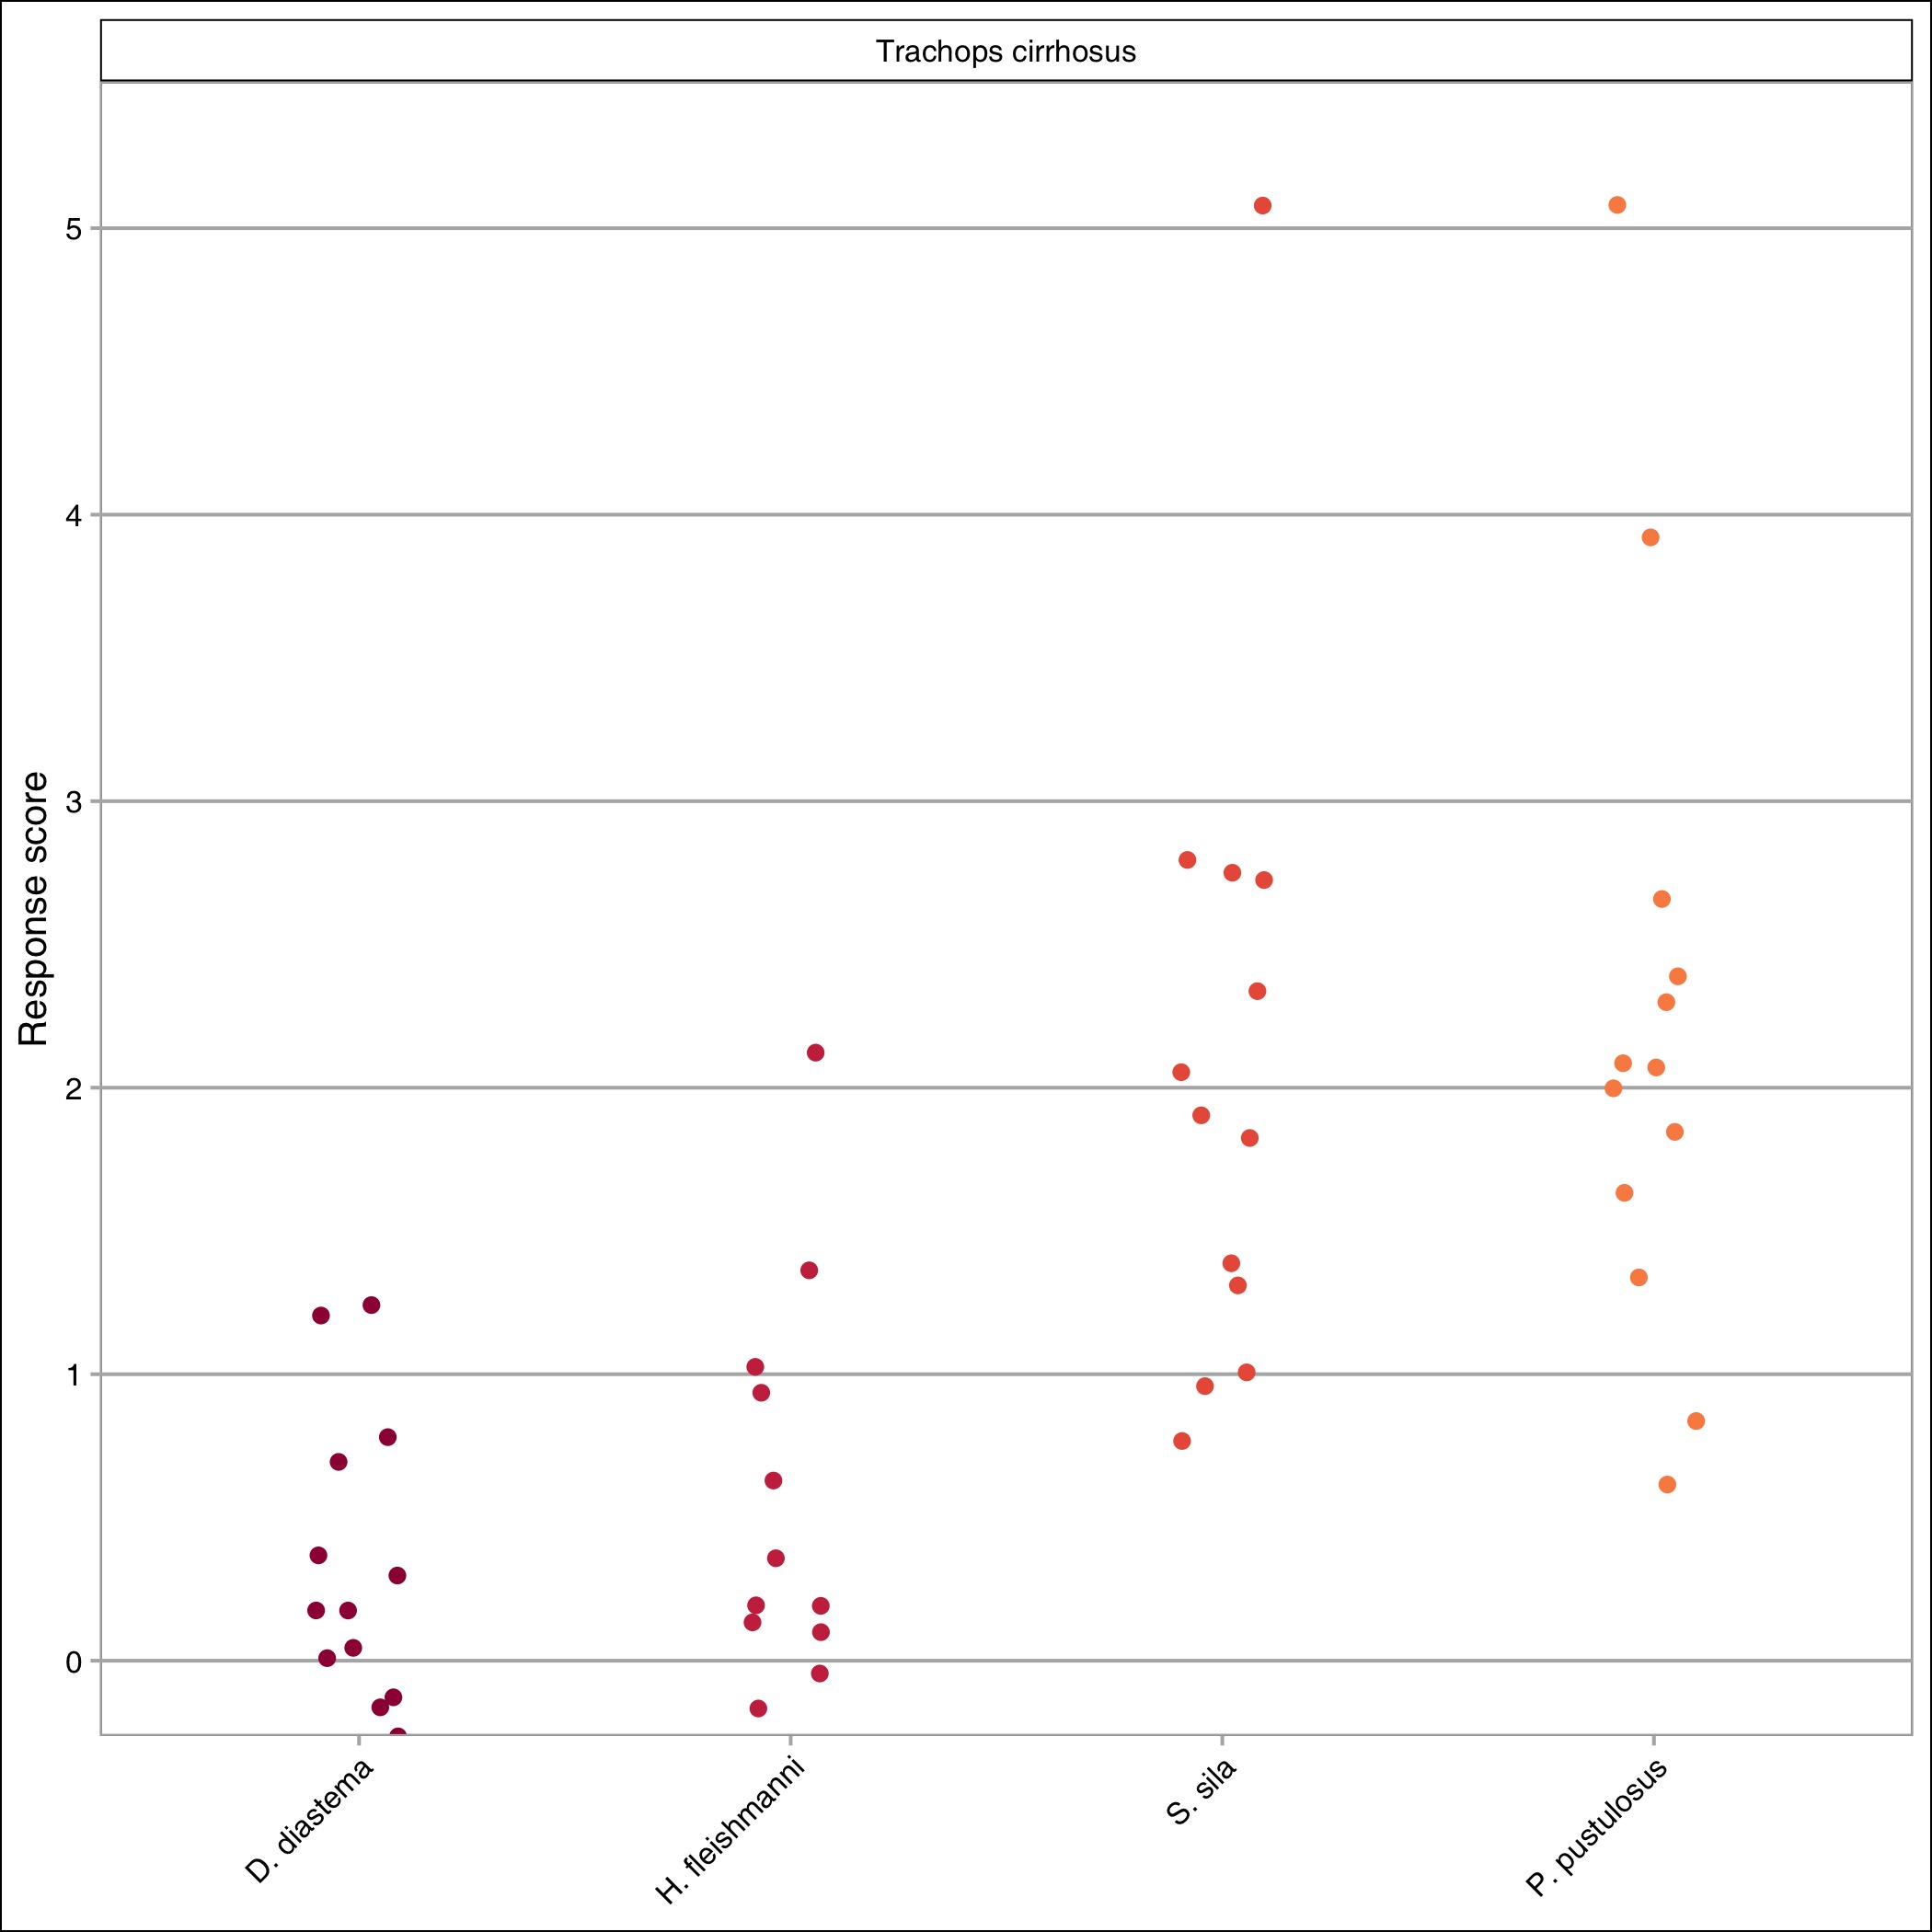 Trachops cirrhosus
Response score
5
4
3
2
1
0
D. diastema
H. fleishmanni
S. sila
P. pustulosus